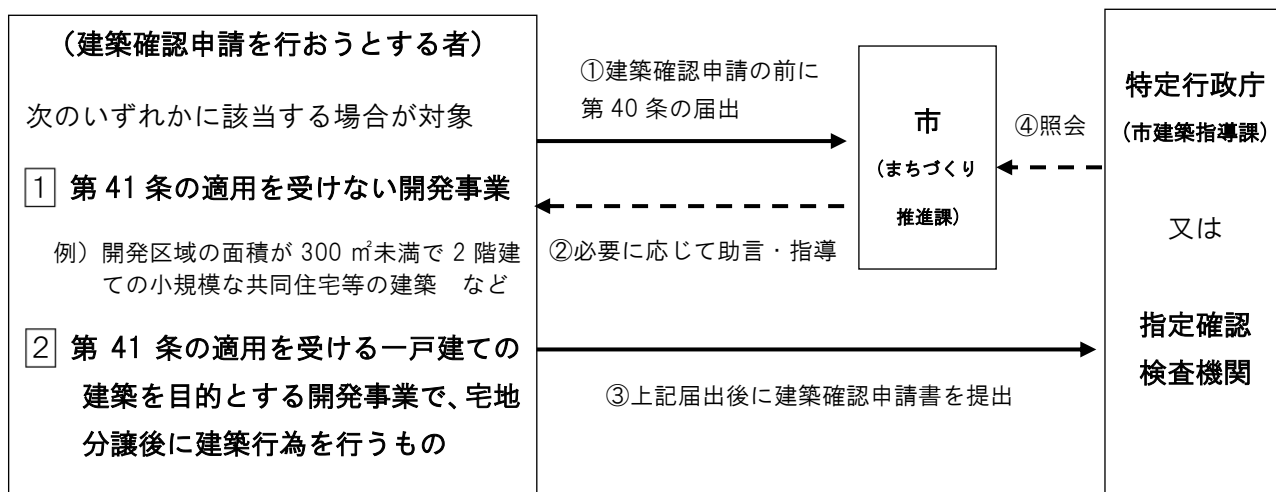 （建築確認申請を行おうとする者）
次のいずれかに該当する場合が対象
1 第 41 条の適用を受けない開発事業
例）開発区域の面積が 300 ㎡未満で 2 階建
ての小規模な共同住宅等の建築　など
2 第 41 条の適用を受ける一戸建ての
建築を目的とする開発事業で、宅地
分譲後に建築行為を行うもの
①建築確認申請の前に
第 40 条の届出
②必要に応じて助言・指導
③上記届出後に建築確認申請書を提出
市
（まちづくり
推進課）
④照会
特定行政庁
（市建築指導課）
又は
指定確認
検査機関